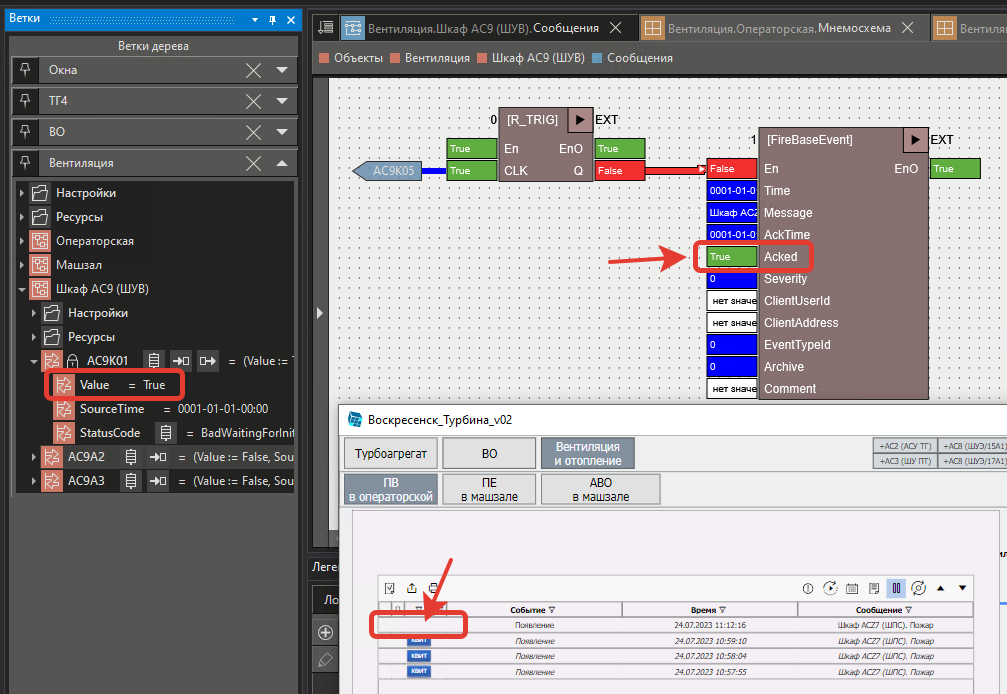 Ветки
Ветки дерева
Окна
ТГ4
ВО
Вентиляция
Настройки
Ресурсы
Операторская
Машзал
Шкаф АС9 (ШУВ)
Настройки
Ресурсы
AC9K01 = (Value :=
Value = True
SourceTime = 0001-01-01-00:00
StatusCode = BadWaitingForInit
AC9A2 = (Value := False, Sou
AC9A3 = (Value := False, Sou
Вентиляция.Шкаф АС9 (ШУВ).Сообщения
Вентиляция.Операторская.Мнемосхема
Вентиля
Объекты Вентиляция Шкаф АС9 (ШУВ) Сообщения
0 [R_TRIG] EXT
True En EnO True
AC9K05 True CLK Q False
1 [FireBaseEvent] EXT
False En EnO True
0001-01-0 Time
Шкаф ACZ Message
0001-01-0 AckTime
True Acked
0 Severity
нет значе ClientUserId
нет значе ClientAddress
0 EventTypeId
0 Archive
нет значе Comment
Леге
Ло
Воскресенск_Турбина_v02
Турбоагрегат
ВО
Вентиляция
и отопление
+АС2 (АСУ ТГ) +АС8 (ШУЭ/15А1)
+АС3 (ШУ ПТ) +АС8 (ШУЭ/17А1)
ПВ
в операторской
ПЕ
в машзале
АВО
в машзале
Событие Время Сообщение
Появление 24.07.2023 11:12:16 Шкаф ACZ7 (ШПС). Пожар
КВИТ Появление 24.07.2023 10:59:10 Шкаф ACZ7 (ШПС). Пожар
КВИТ Появление 24.07.2023 10:58:04 Шкаф ACZ7 (ШПС). Пожар
КВИТ Появление 24.07.2023 10:57:55 Шкаф ACZ7 (ШПС). Пожар